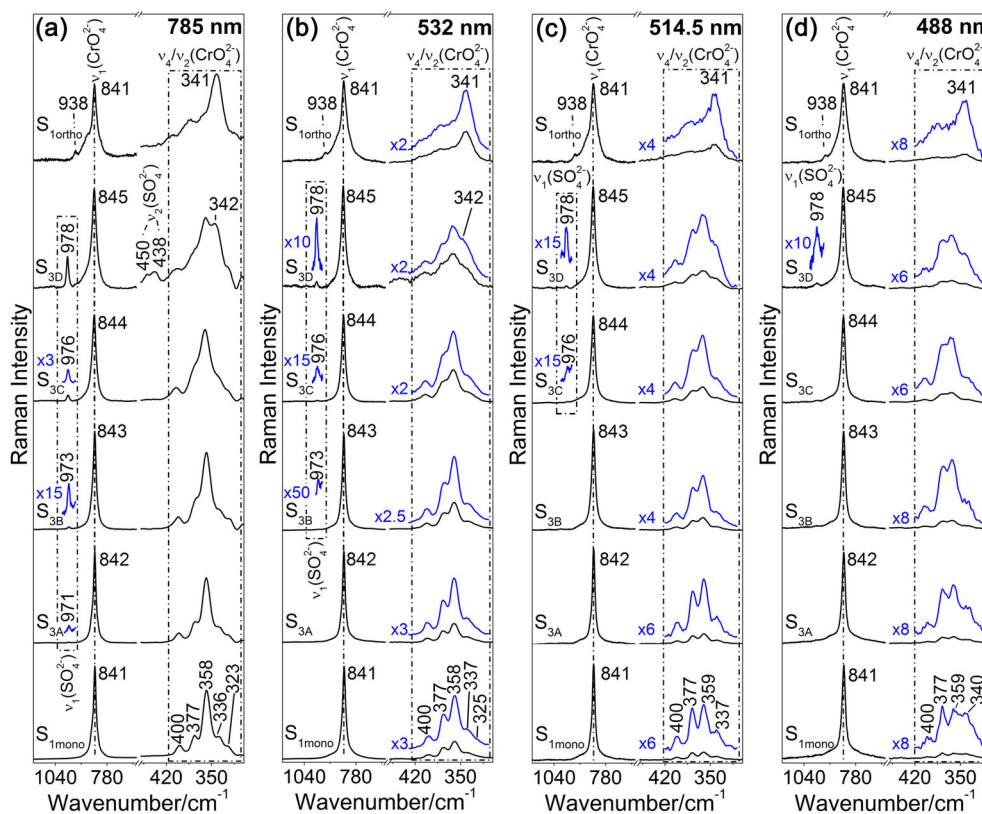 (a) 785 nm
ν1(CrO4^2-)
ν4/ν2(CrO4^2-)
341
938
841
S1ortho
ν2(SO4^2-)
845
342
978
450
438
S3D
844
x3
976
S3C
843
x15
973
S3B
842
971
S3A
ν1(SO4^2-)
841
358
323
336
377
400
S1mono
1040 780 420 350
Wavenumber/cm-1
Raman Intensity
(b) 532 nm
ν1(CrO4^2-)
ν4/ν2(CrO4^2-)
341
938
841
S1ortho
x2
845
978
342
x10
S3D
x2
844
x15
976
S3C
x2
843
x50
973
S3B
x2.5
ν1(SO4^2-)
842
S3A
x3
841
358
337
377
325
400
S1mono
x3
1040 780 420 350
Wavenumber/cm-1
Raman Intensity
(c) 514.5 nm
ν1(CrO4^2-)
ν4/ν2(CrO4^2-)
341
938
841
S1ortho
x4
ν1(SO4^2-)
845
978
x15
S3D
x4
844
x15
976
S3C
x4
843
S3B
x4
842
S3A
x6
841
377
359
337
400
S1mono
x6
1040 780 420 350
Wavenumber/cm-1
Raman Intensity
(d) 488 nm
ν1(CrO4^2-)
ν4/ν2(CrO4^2-)
341
938
841
S1ortho
x8
ν1(SO4^2-)
845
978
x10
S3D
x6
844
S3C
x6
843
S3B
x8
842
S3A
x8
841
377
359
340
400
S1mono
x8
1040 780 420 350
Wavenumber/cm-1
Raman Intensity